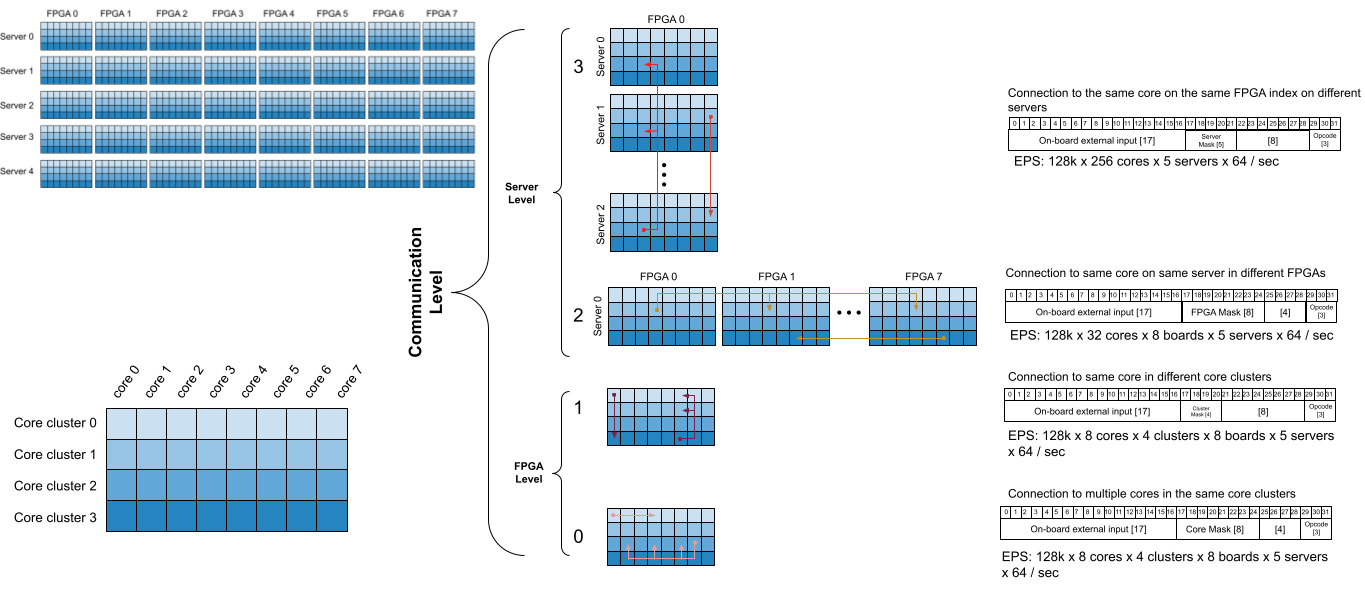 FPGA 0 FPGA 1 FPGA 2 FPGA 3 FPGA 4 FPGA 5 FPGA 6 FPGA 7
Server 0
Server 1
Server 2
Server 3
Server 4
core 0 core 1 core 2 core 3 core 4 core 5 core 6 core 7
Core cluster 0
Core cluster 1
Core cluster 2
Core cluster 3
Communication
Level
Server
Level
FPGA
Level
3
FPGA 0
Server 0
Server 1
Server 2
2
FPGA 0 FPGA 1 FPGA 7
Server 0
1
0
Connection to the same core on the same FPGA index on different
servers
0 1 2 3 4 5 6 7 8 9 10 11 12 13 14 15 16 17 18 19 20 21 22 23 24 25 26 27 28 29 30 31
On-board external input [17]
Server
Mask [5]
[8]
Opcode
[3]
EPS: 128k x 256 cores x 5 servers x 64 / sec
Connection to same core on same server in different FPGAs
0 1 2 3 4 5 6 7 8 9 10 11 12 13 14 15 16 17 18 19 20 21 22 23 24 25 26 27 28 29 30 31
On-board external input [17]
FPGA Mask [8]
[4]
Opcode
[3]
EPS: 128k x 32 cores x 8 boards x 5 servers x 64 / sec
Connection to same core in different core clusters
0 1 2 3 4 5 6 7 8 9 10 11 12 13 14 15 16 17 18 19 20 21 22 23 24 25 26 27 28 29 30 31
On-board external input [17]
Cluster
Mask [4]
[8]
Opcode
[3]
EPS: 128k x 8 cores x 4 clusters x 8 boards x 5 servers
x 64 / sec
Connection to multiple cores in the same core clusters
0 1 2 3 4 5 6 7 8 9 10 11 12 13 14 15 16 17 18 19 20 21 22 23 24 25 26 27 28 29 30 31
On-board external input [17]
Core Mask [8]
[4]
Opcode
[3]
EPS: 128k x 8 cores x 4 clusters x 8 boards x 5 servers
x 64 / sec